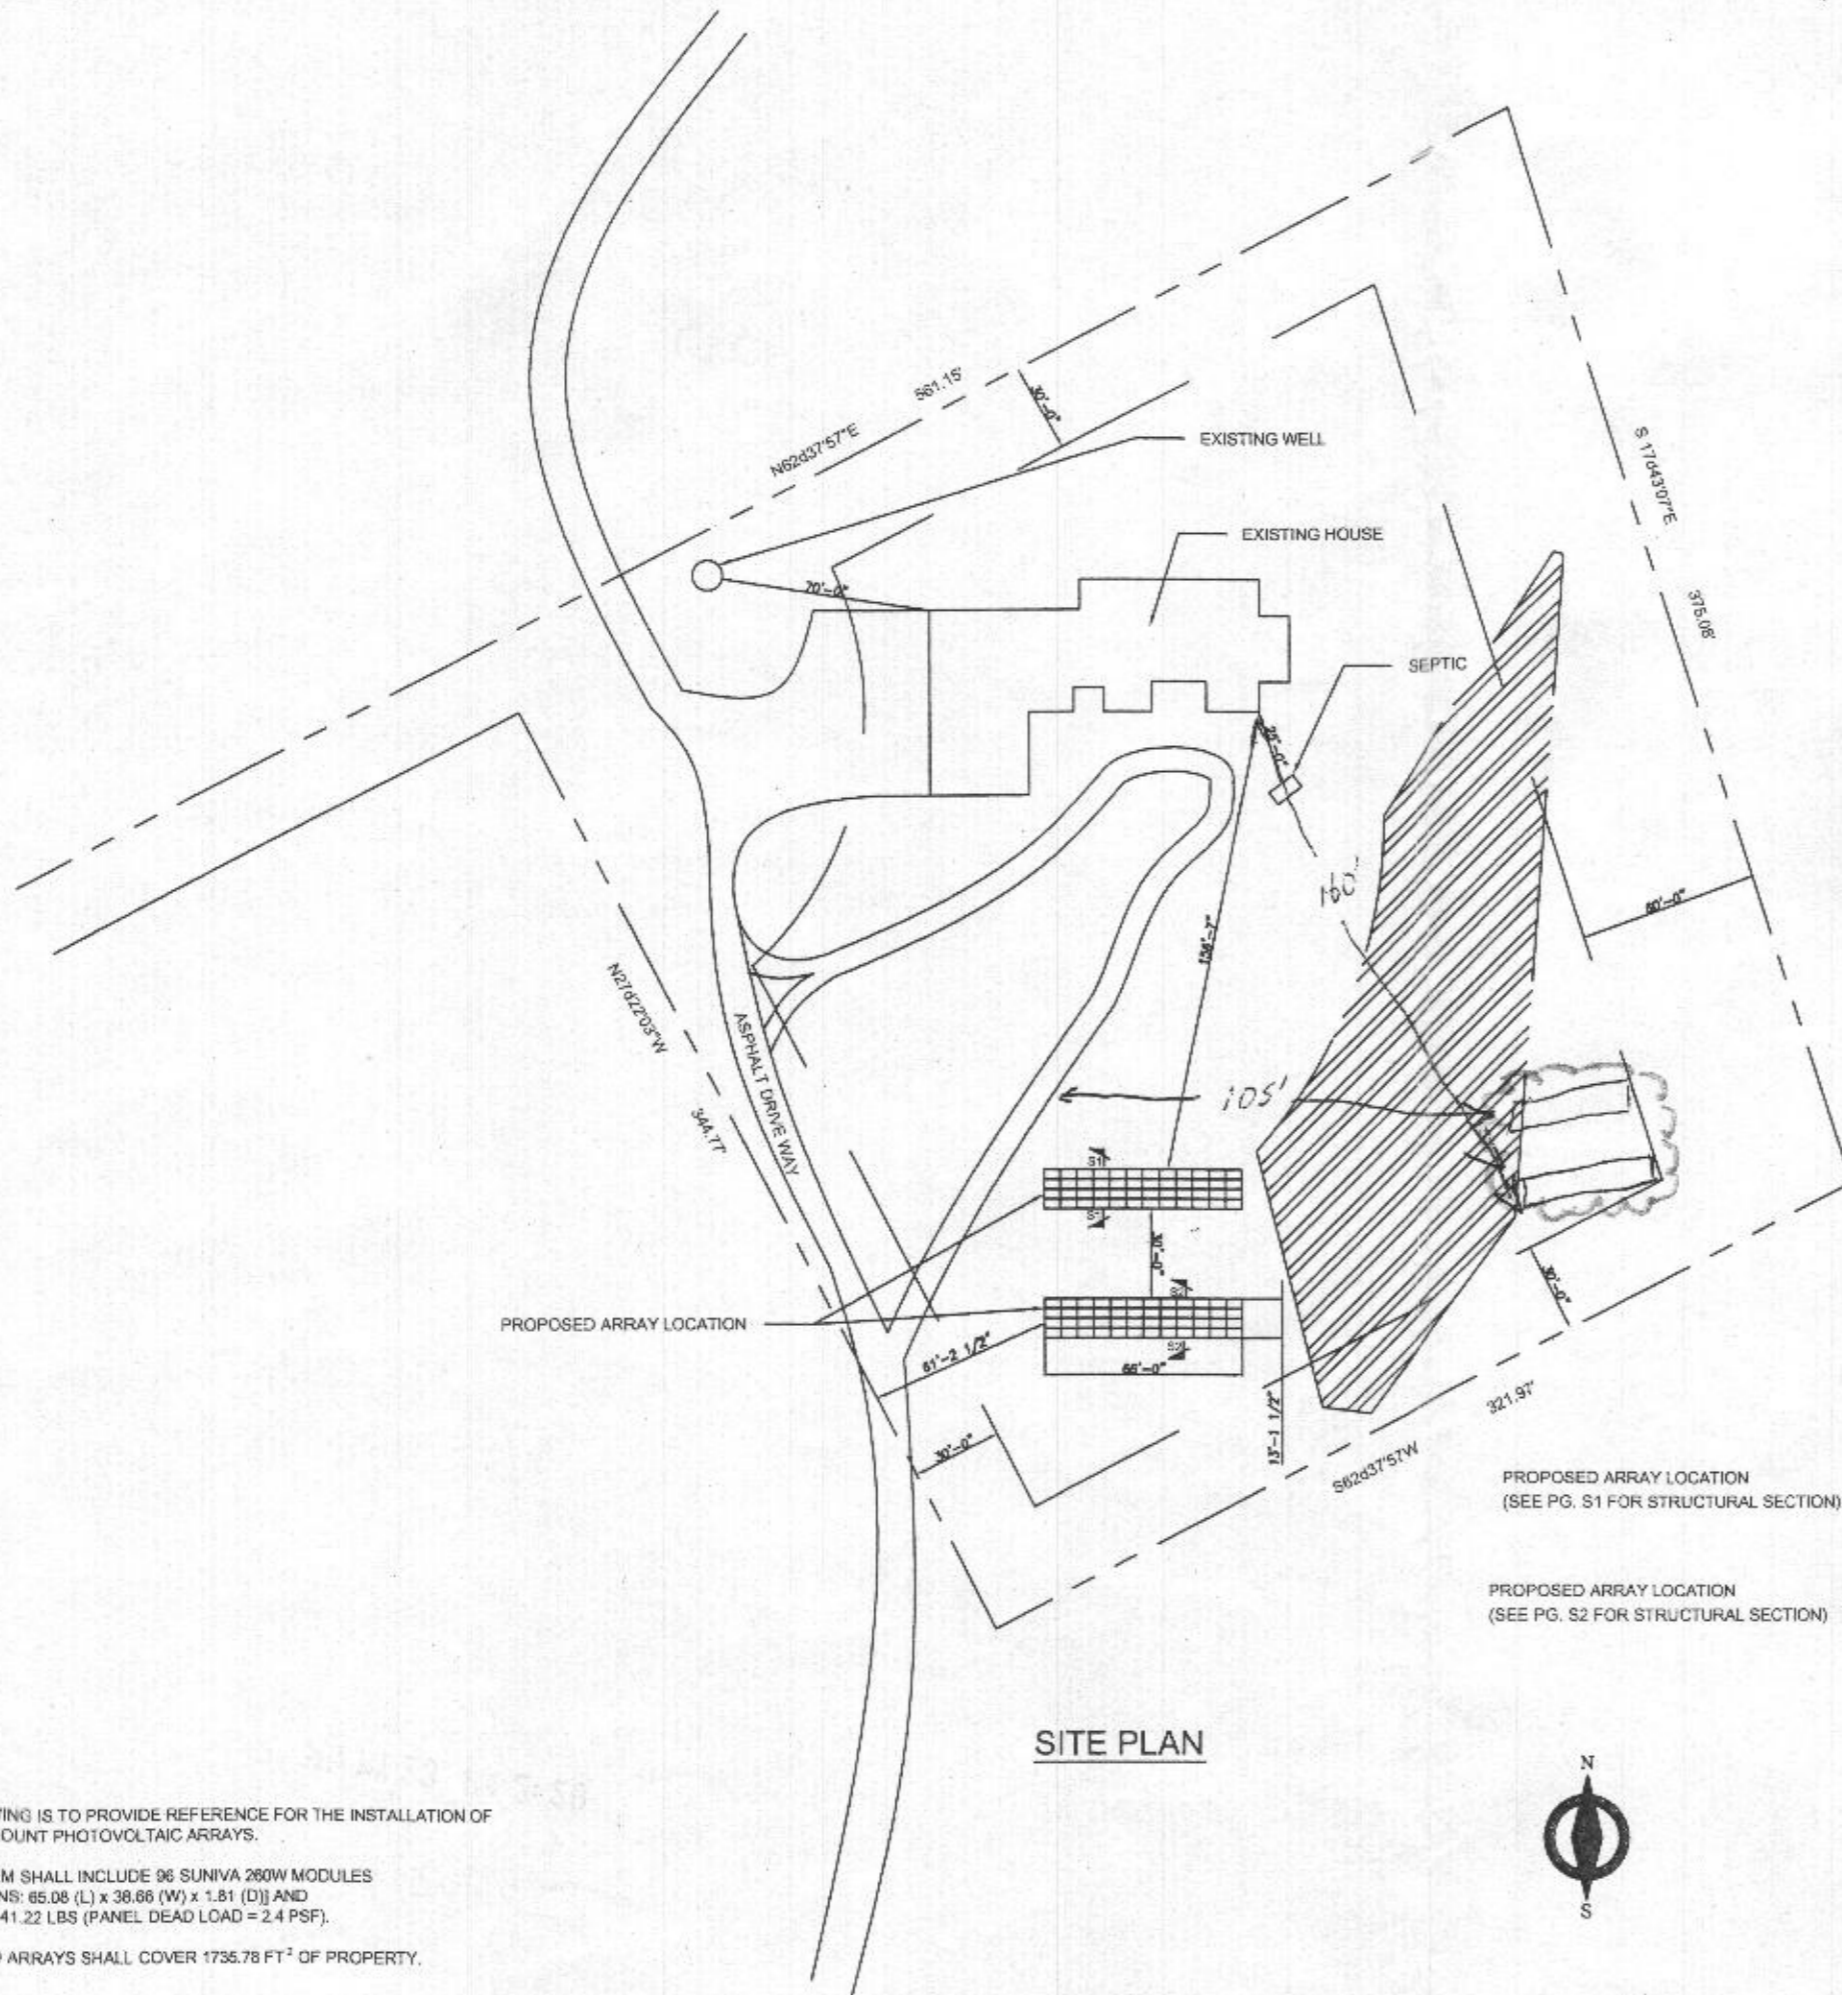 561.15'
30'-0"
N62d37'57"E
EXISTING WELL
S 17d43'07"E
EXISTING HOUSE
70'-0"
375.08'
SEPTIC
25'-0"
160'
60'-0"
N27d22'03"W
ASPHALT DRIVE WAY
105'
344.77'
S1
S1
30'-0"
PROPOSED ARRAY LOCATION
61'-2 1/2"
S2
66'-0"
30'-0"
13'-1 1/2"
30'-0"
321.97'
S62d37'57W
PROPOSED ARRAY LOCATION
(SEE PG. S1 FOR STRUCTURAL SECTION)
PROPOSED ARRAY LOCATION
(SEE PG. S2 FOR STRUCTURAL SECTION)
SITE PLAN
N
S
ING IS TO PROVIDE REFERENCE FOR THE INSTALLATION OF
OUNT PHOTOVOLTAIC ARRAYS.
M SHALL INCLUDE 96 SUNIVA 260W MODULES
NS: 65.08 (L) x 38.66 (W) x 1.81 (D)] AND
41.22 LBS (PANEL DEAD LOAD = 2.4 PSF).
ARRAYS SHALL COVER 1735.78 FT² OF PROPERTY.